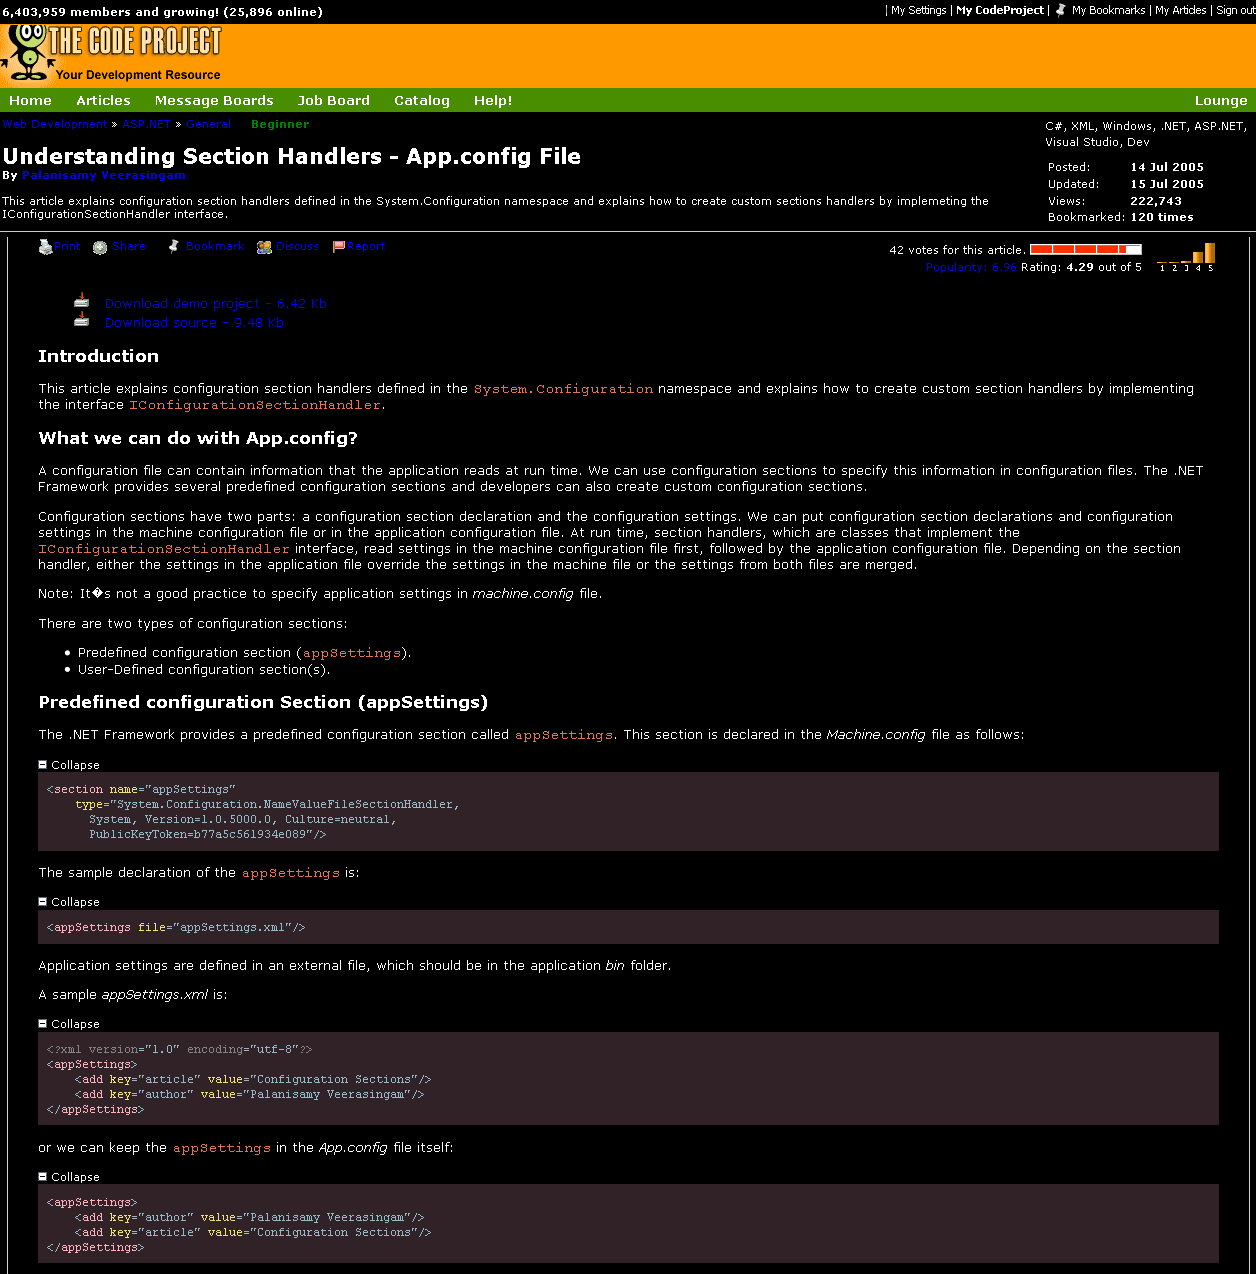 6,403,959 members and growing! (25,896 online)
| My Settings | My CodeProject | My Bookmarks | My Articles | Sign out
THE CODE PROJECT
Your Development Resource
Home Articles Message Boards Job Board Catalog Help! Lounge
Web Development » ASP.NET » General Beginner
C#, XML, Windows, .NET, ASP.NET,
Visual Studio, Dev
Understanding Section Handlers - App.config File
By Palanisamy Veerasingam
Posted: 14 Jul 2005
Updated: 15 Jul 2005
Views: 222,743
Bookmarked: 120 times
This article explains configuration section handlers defined in the System.Configuration namespace and explains how to create custom sections handlers by implemeting the
IConfigurationSectionHandler interface.
Print Share Bookmark Discuss Report
42 votes for this article.
Popularity: 6.96 Rating: 4.29 out of 5
1 2 3 4 5
Download demo project - 6.42 Kb
Download source - 9.48 Kb
Introduction
This article explains configuration section handlers defined in the System.Configuration namespace and explains how to create custom section handlers by implementing
the interface IConfigurationSectionHandler.
What we can do with App.config?
A configuration file can contain information that the application reads at run time. We can use configuration sections to specify this information in configuration files. The .NET
Framework provides several predefined configuration sections and developers can also create custom configuration sections.
Configuration sections have two parts: a configuration section declaration and the configuration settings. We can put configuration section declarations and configuration
settings in the machine configuration file or in the application configuration file. At run time, section handlers, which are classes that implement the
IConfigurationSectionHandler interface, read settings in the machine configuration file first, followed by the application configuration file. Depending on the section
handler, either the settings in the application file override the settings in the machine file or the settings from both files are merged.
Note: It�s not a good practice to specify application settings in machine.config file.
There are two types of configuration sections:
• Predefined configuration section (appSettings).
• User-Defined configuration section(s).
Predefined configuration Section (appSettings)
The .NET Framework provides a predefined configuration section called appSettings. This section is declared in the Machine.config file as follows:
Collapse
<section name="appSettings"
type="System.Configuration.NameValueFileSectionHandler,
System, Version=1.0.5000.0, Culture=neutral,
PublicKeyToken=b77a5c561934e089"/>
The sample declaration of the appSettings is:
Collapse
<appSettings file="appSettings.xml"/>
Application settings are defined in an external file, which should be in the application bin folder.
A sample appSettings.xml is:
Collapse
<?xml version="1.0" encoding="utf-8"?>
<appSettings>
<add key="article" value="Configuration Sections"/>
<add key="author" value="Palanisamy Veerasingam"/>
</appSettings>
or we can keep the appSettings in the App.config file itself:
Collapse
<appSettings>
<add key="author" value="Palanisamy Veerasingam"/>
<add key="article" value="Configuration Sections"/>
</appSettings>